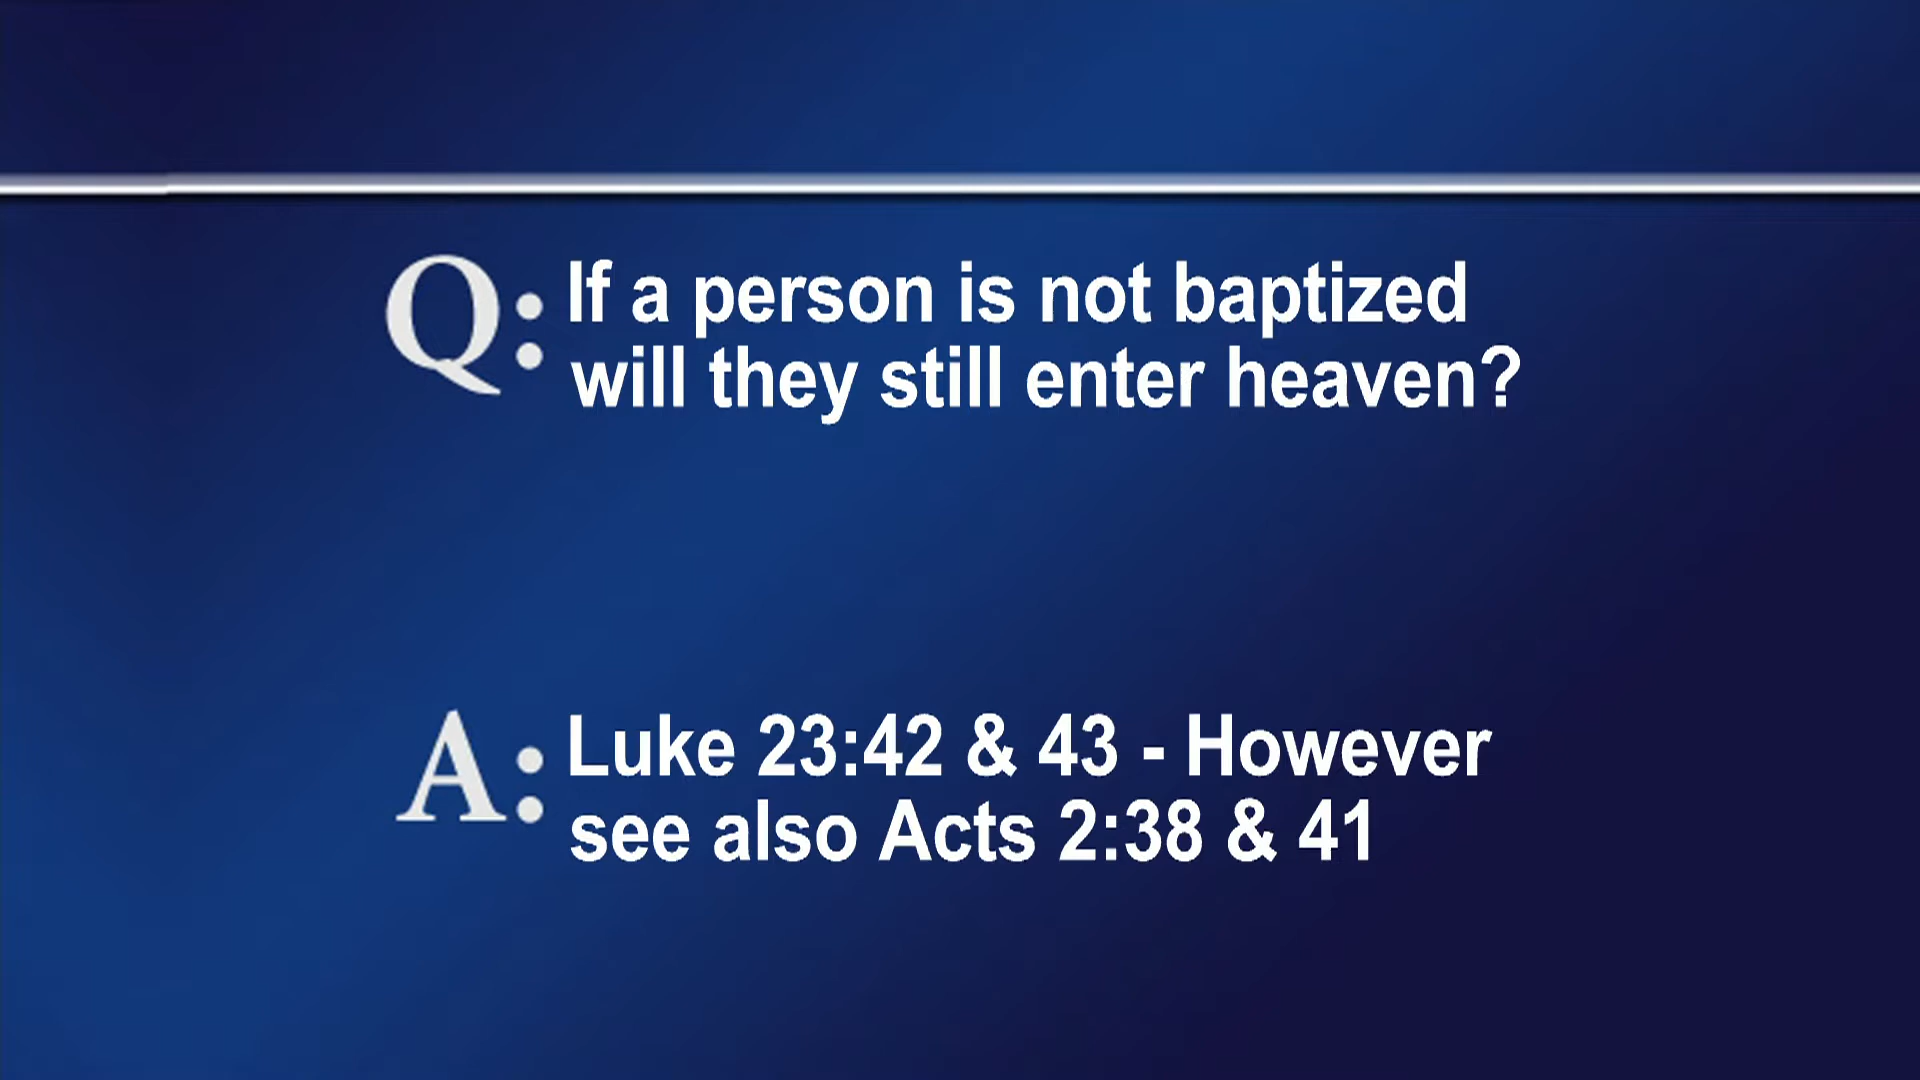 Q: If a person is not baptized
will they still enter heaven?
A: Luke 23:42 & 43 - However
see also Acts 2:38 & 41